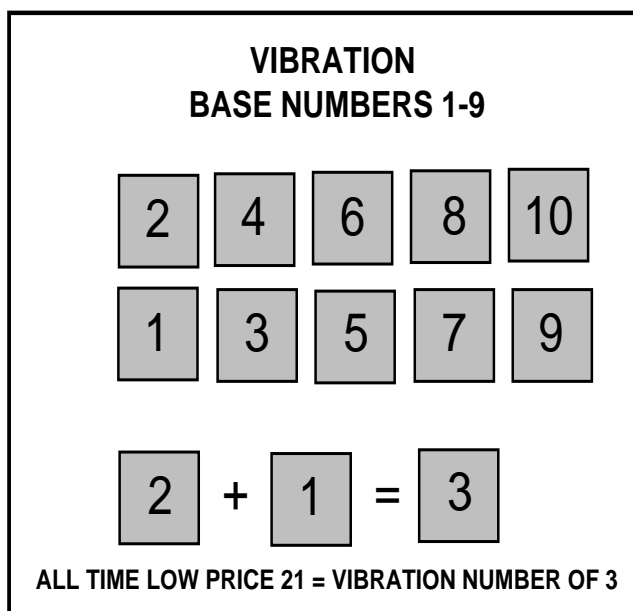 VIBRATION
BASE NUMBERS 1-9
2 4 6 8 10
1 3 5 7 9
2 + 1 = 3
ALL TIME LOW PRICE 21 = VIBRATION NUMBER OF 3